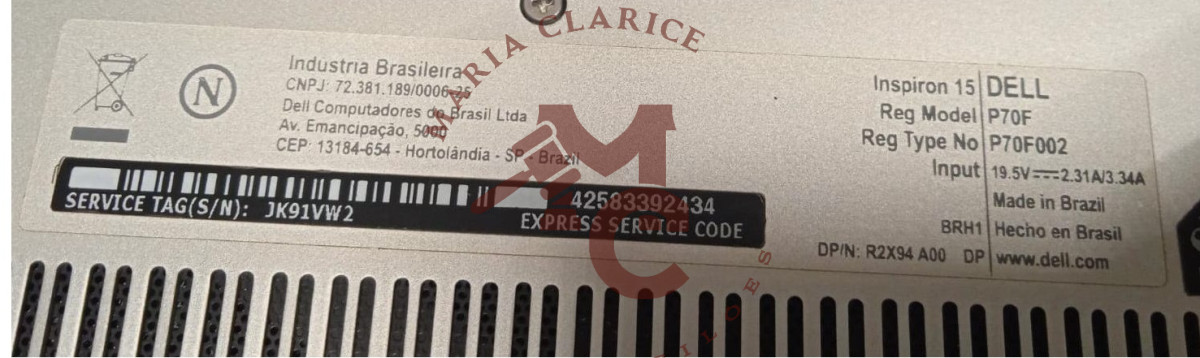 MARIA CLARICE
Industria Brasileira
CNPJ: 72.381.189/0006-25
Dell Computadores do Brasil Ltda
Av. Emancipação, 5000
CEP: 13184-654 - Hortolândia - SP - Brazil
N
SERVICE TAG(S/N): JK91VW2
42583392434
EXPRESS SERVICE CODE
Inspiron 15 DELL
Reg Model P70F
Reg Type No P70F002
Input 19.5V⎓2.31A/3.34A
Made in Brazil
BRH1 Hecho en Brasil
DP/N: R2X94 A00 DP www.dell.com
MC